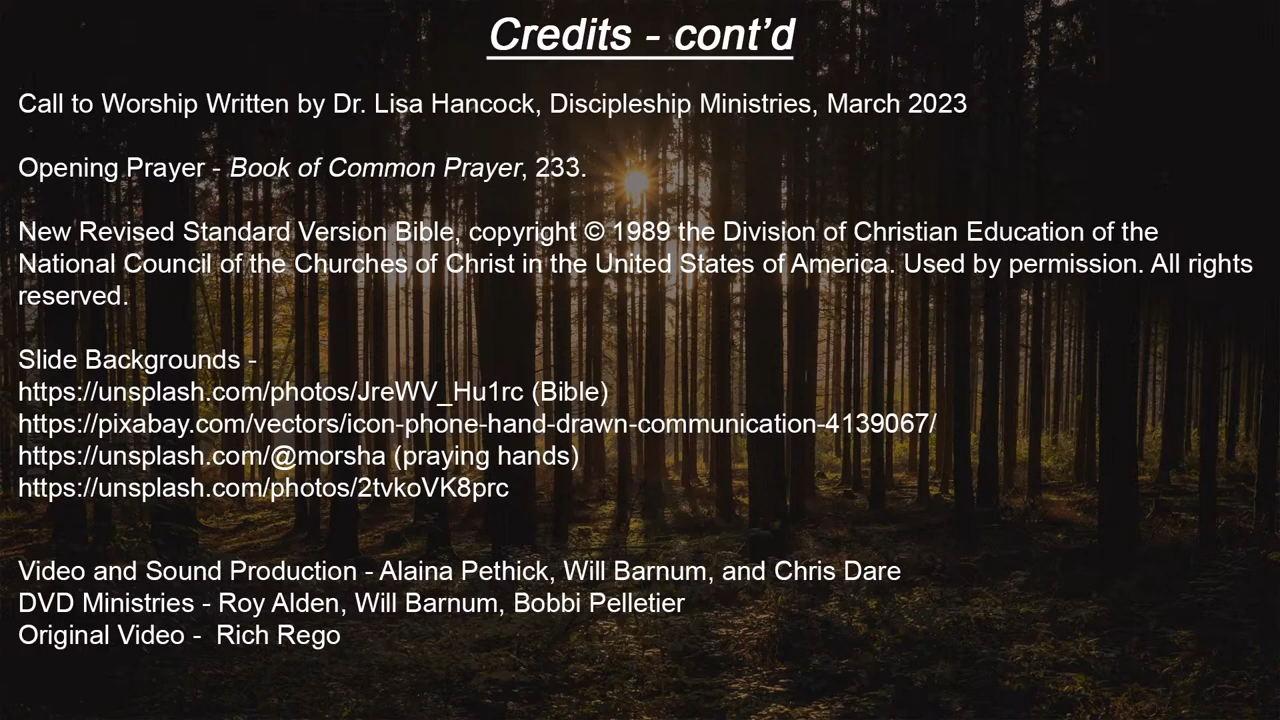 Credits - cont’d
Call to Worship Written by Dr. Lisa Hancock, Discipleship Ministries, March 2023
Opening Prayer - Book of Common Prayer, 233.
New Revised Standard Version Bible, copyright © 1989 the Division of Christian Education of the
National Council of the Churches of Christ in the United States of America. Used by permission. All rights
reserved.
Slide Backgrounds -
https://unsplash.com/photos/JreWV_Hu1rc (Bible)
https://pixabay.com/vectors/icon-phone-hand-drawn-communication-4139067/
https://unsplash.com/@morsha (praying hands)
https://unsplash.com/photos/2tvkoVK8prc
Video and Sound Production - Alaina Pethick, Will Barnum, and Chris Dare
DVD Ministries - Roy Alden, Will Barnum, Bobbi Pelletier
Original Video -  Rich Rego